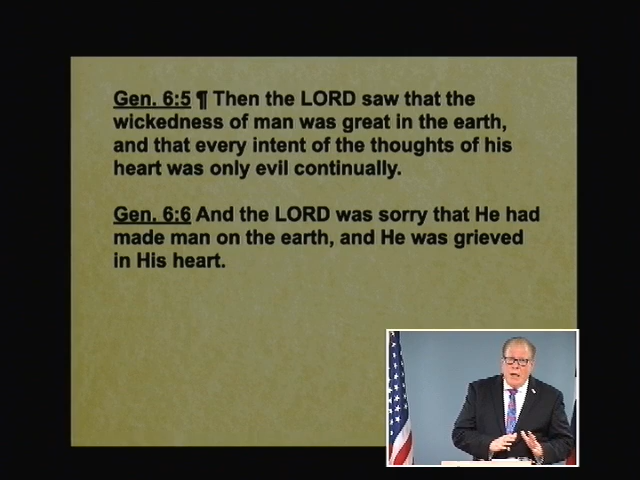 Gen. 6:5 ¶ Then the LORD saw that the
wickedness of man was great in the earth,
and that every intent of the thoughts of his
heart was only evil continually.
Gen. 6:6 And the LORD was sorry that He had
made man on the earth, and He was grieved
in His heart.